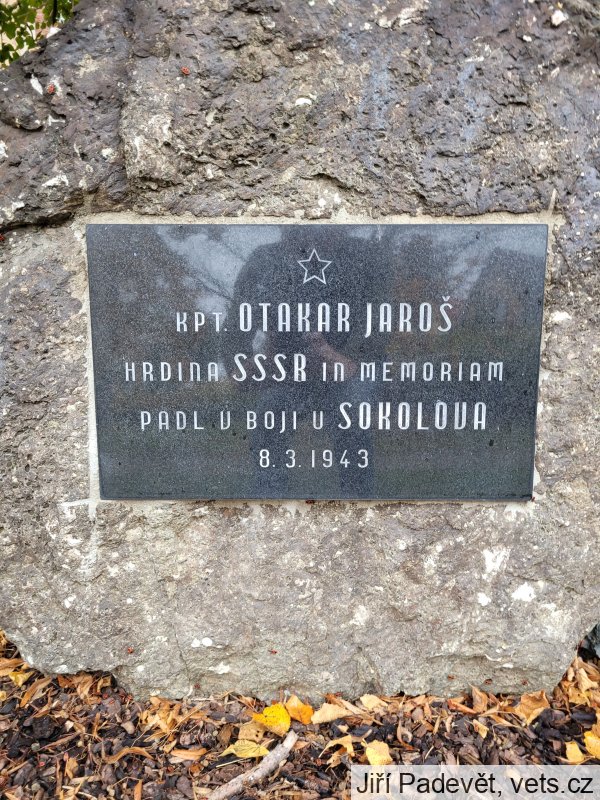 KPT. OTAKAR JAROŠ
HRDINA SSSR IN MEMORIAM
PADL V BOJI U SOKOLOVA
8. 3. 1943
Jiří Padevět, vets.cz